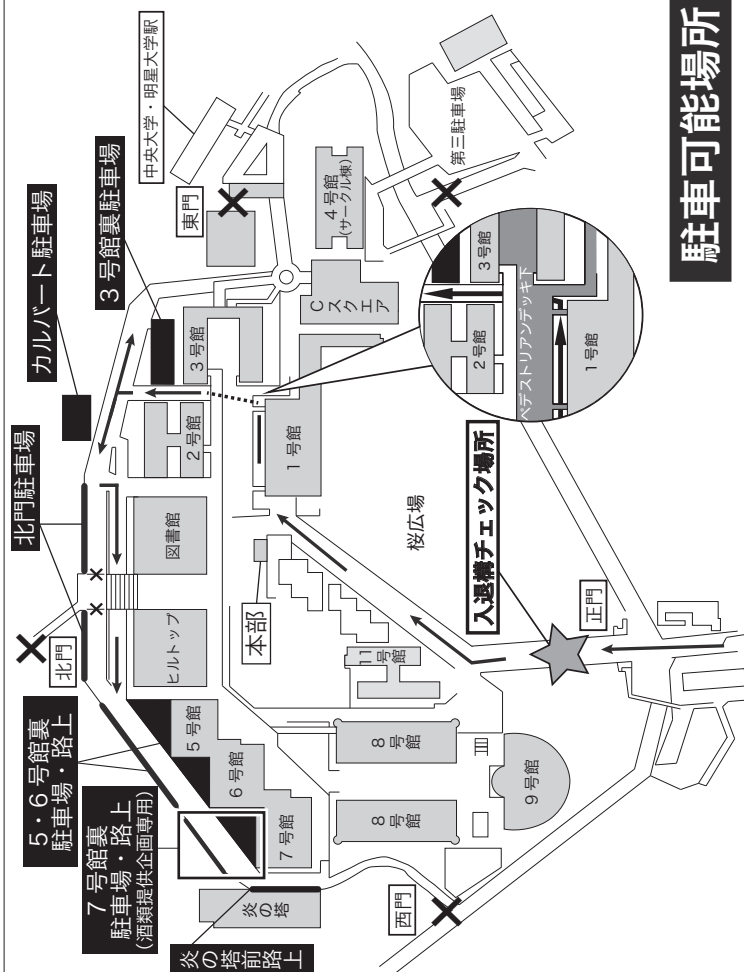 駐車可能場所
中央大学・明星大学駅
東門
3号館裏駐車場
カルバート駐車場
北門駐車場
北門
5・6号館裏
駐車場・路上
7号館裏
駐車場・路上
(酒類提供企画専用)
炎の塔前路上
炎の塔
第三駐車場
4号館
(サークル棟)
Cスクエア
3号館
2号館
1号館
図書館
ヒルトップ
本部
5号館
6号館
7号館
11号館
8号館
8号館
9号館
桜広場
入退構チェック場所
正門
西門
3号館
2号館
ペデストリアンデッキ下
1号館